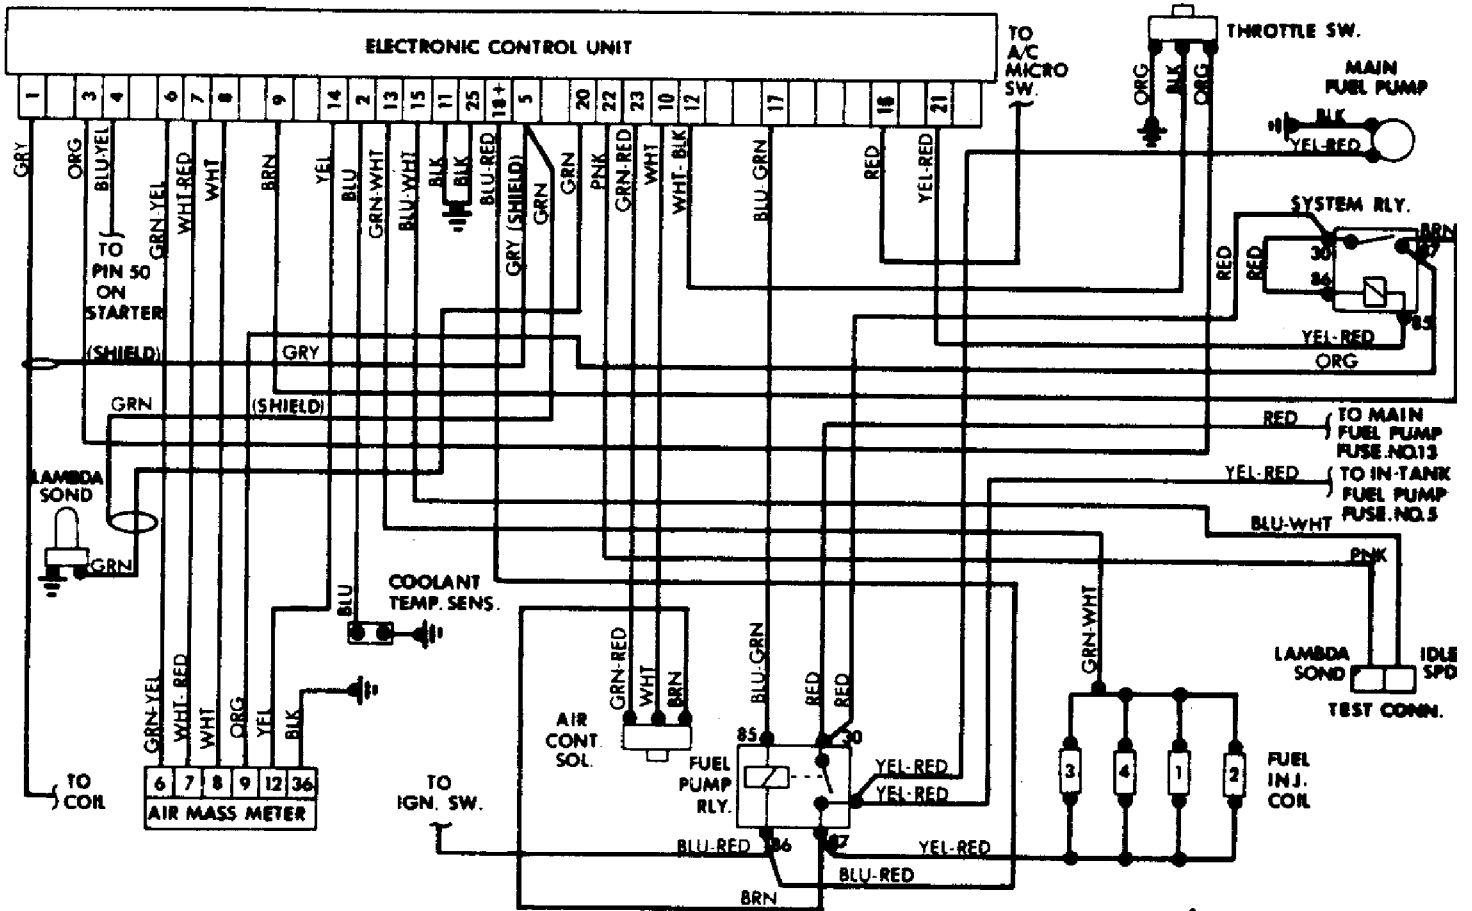 ELECTRONIC CONTROL UNIT
TO
A/C
MICRO
SW.
THROTTLE SW.
MAIN
FUEL PUMP
1 3 4 6 7 8 9 14 2 13 15 11 25 18+ 5 20 22 23 10 12 17 18 21
ORG
BLK
ORG
BLK
YEL-RED
GRY
ORG
BLU-YEL
GRN-YEL
WHT-RED
WHT
BRN
YEL
BLU
GRN-WHT
BLU-WHT
BLK
BLK
BLU-RED
GRY (SHIELD)
GRN
GRN
PNK
GRN-RED
WHT
WHT-BLK
BLU-GRN
RED
YEL-RED
TO
PIN 50
ON
STARTER
SYSTEM RLY.
BRN
30
87
86
85
RED
RED
YEL-RED
ORG
(SHIELD)
GRY
GRN
(SHIELD)
RED
TO MAIN
FUEL PUMP
FUSE.NO.13
YEL-RED
TO IN-TANK
FUEL PUMP
FUSE.NO.5
LAMBDA
SOND
GRN
BLU-WHT
PNK
COOLANT
TEMP. SENS.
BLU
GRN-WHT
LAMBDA
SOND
IDLE
SPD
TEST CONN.
GRN-YEL
WHT-RED
WHT
ORG
YEL
BLK
GRN-RED
WHT
BRN
BLU-GRN
RED
RED
AIR
CONT
SOL.
85
30
FUEL
PUMP
RLY.
YEL-RED
YEL-RED
3 4 1 2
FUEL
INJ.
COIL
TO
COIL
6 7 8 9 12 36
AIR MASS METER
TO
IGN. SW.
BLU-RED
86
87
YEL-RED
BLU-RED
BRN